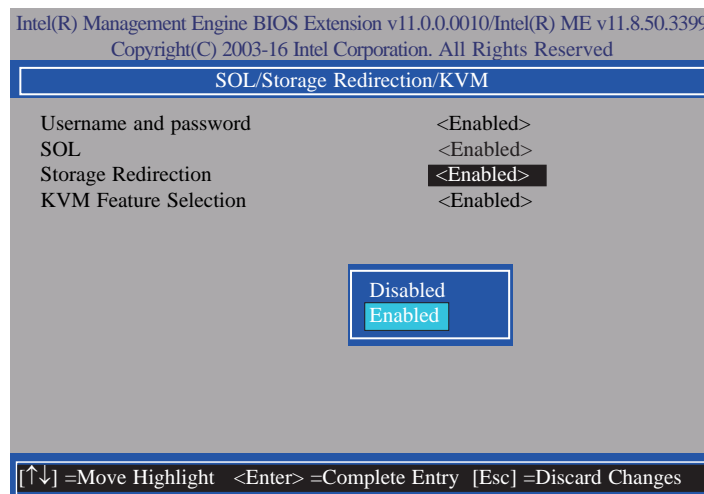 Intel(R) Management Engine BIOS Extension v11.0.0.0010/Intel(R) ME v11.8.50.3399
Copyright(C) 2003-16 Intel Corporation. All Rights Reserved
SOL/Storage Redirection/KVM
Username and password <Enabled>
SOL <Enabled>
Storage Redirection <Enabled>
KVM Feature Selection <Enabled>
Disabled
Enabled
[↑↓] =Move Highlight <Enter> =Complete Entry [Esc] =Discard Changes